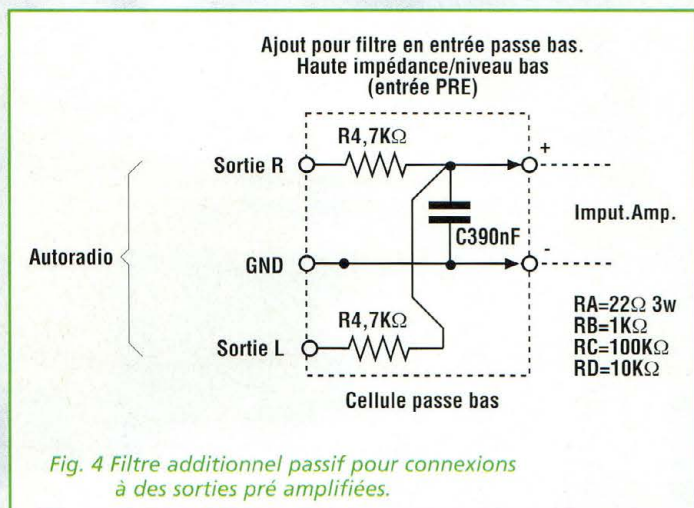 Ajout pour filtre en entrée passe bas.
Haute impédance/niveau bas
(entrée PRE)
R4,7KΩ
Sortie R
+
C390nF
Imput.Amp.
Autoradio
GND
-
R4,7KΩ
Sortie L
RA=22Ω 3w
RB=1KΩ
RC=100KΩ
RD=10KΩ
Cellule passe bas
Fig. 4 Filtre additionnel passif pour connexions
à des sorties pré amplifiées.